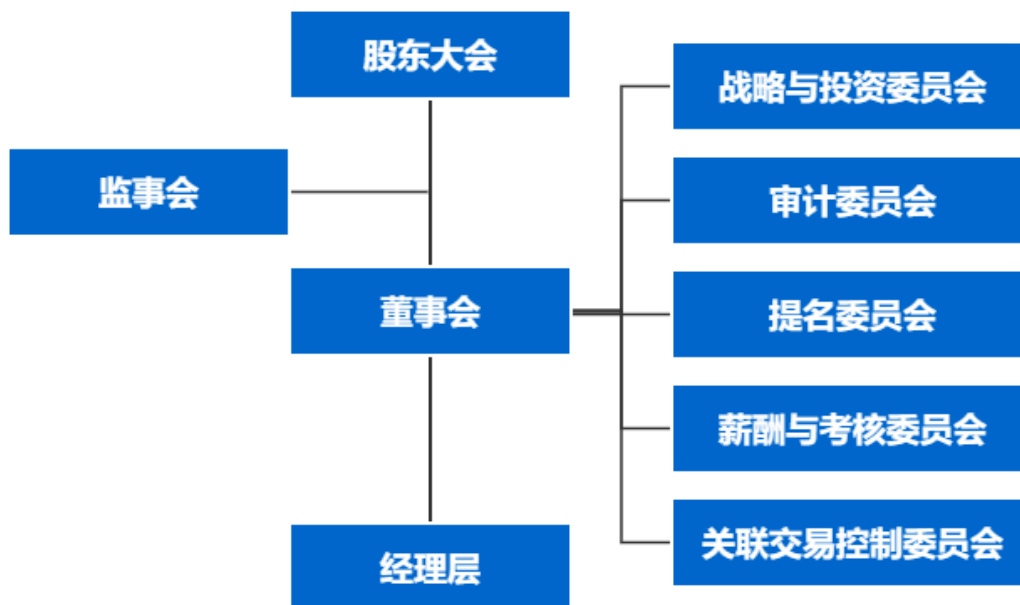 股东大会
监事会
董事会
经理层
战略与投资委员会
审计委员会
提名委员会
薪酬与考核委员会
关联交易控制委员会